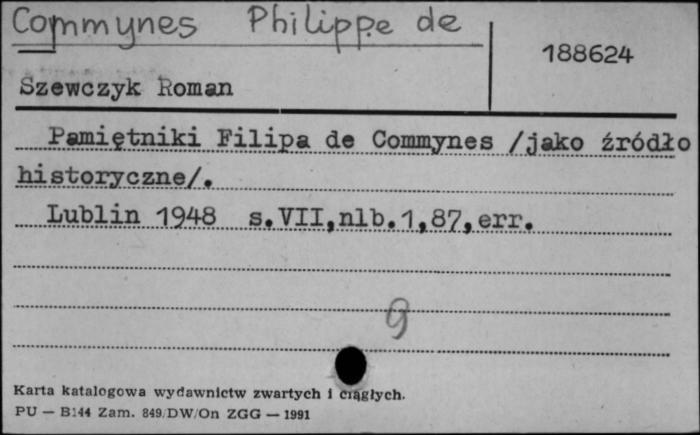 Commynes Philippe de
188624
Szewczyk Roman
Pamiętniki Filipa de Commynes /jako źródło
historyczne/.
Lublin 1948 s.VII,nlb.1,87,err.
g
Karta katalogowa wydawnictw zwartych i ciągłych.
PU — B144 Zam. 849/DW/On ZGG — 1991